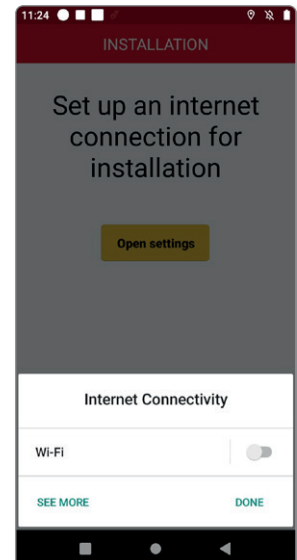 11:24
INSTALLATION
Set up an internet
connection for
installation
Open settings
Internet Connectivity
Wi-Fi
SEE MORE DONE